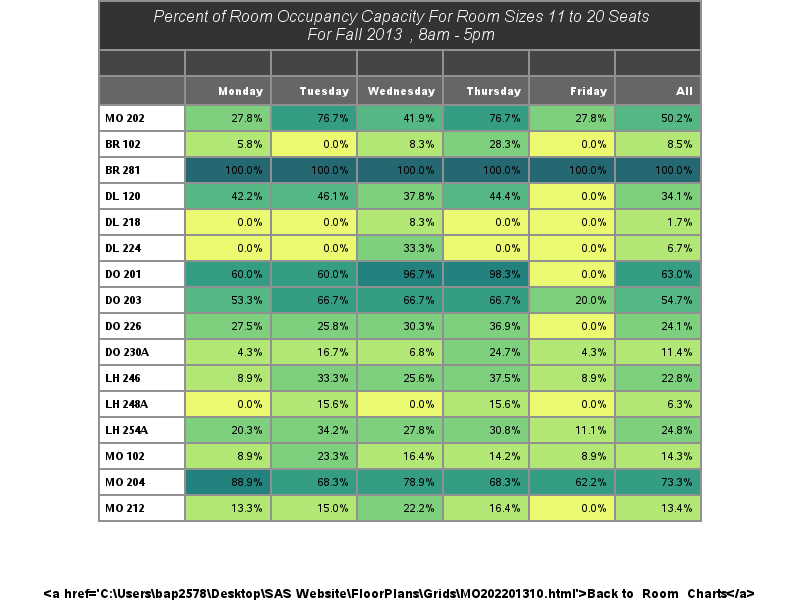 Percent of Room Occupancy Capacity For Room Sizes 11 to 20 Seats
For Fall 2013 , 8am - 5pm
Monday Tuesday Wednesday Thursday Friday All
MO 202 27.8% 76.7% 41.9% 76.7% 27.8% 50.2%
BR 102 5.8% 0.0% 8.3% 28.3% 0.0% 8.5%
BR 281 100.0% 100.0% 100.0% 100.0% 100.0% 100.0%
DL 120 42.2% 46.1% 37.8% 44.4% 0.0% 34.1%
DL 218 0.0% 0.0% 8.3% 0.0% 0.0% 1.7%
DL 224 0.0% 0.0% 33.3% 0.0% 0.0% 6.7%
DO 201 60.0% 60.0% 96.7% 98.3% 0.0% 63.0%
DO 203 53.3% 66.7% 66.7% 66.7% 20.0% 54.7%
DO 226 27.5% 25.8% 30.3% 36.9% 0.0% 24.1%
DO 230A 4.3% 16.7% 6.8% 24.7% 4.3% 11.4%
LH 246 8.9% 33.3% 25.6% 37.5% 8.9% 22.8%
LH 248A 0.0% 15.6% 0.0% 15.6% 0.0% 6.3%
LH 254A 20.3% 34.2% 27.8% 30.8% 11.1% 24.8%
MO 102 8.9% 23.3% 16.4% 14.2% 8.9% 14.3%
MO 204 88.9% 68.3% 78.9% 68.3% 62.2% 73.3%
MO 212 13.3% 15.0% 22.2% 16.4% 0.0% 13.4%
<a href='C:\Users\bap2578\Desktop\SAS Website\FloorPlans\Grids\MO202201310.html'>Back to Room Charts</a>